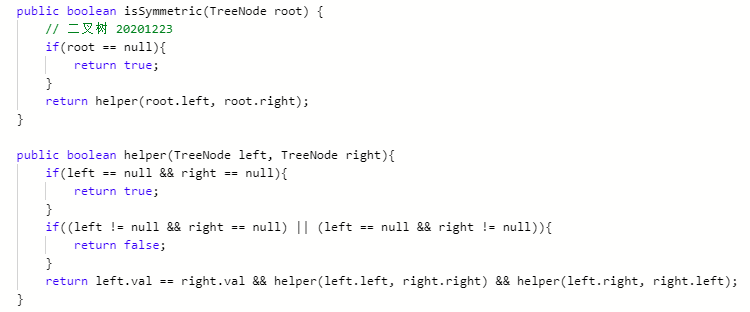 public boolean isSymmetric(TreeNode root) {
    // 二叉树 20201223
    if(root == null){
        return true;
    }
    return helper(root.left, root.right);
}

public boolean helper(TreeNode left, TreeNode right){
    if(left == null && right == null){
        return true;
    }
    if((left != null && right == null) || (left == null && right != null)){
        return false;
    }
    return left.val == right.val && helper(left.left, right.right) && helper(left.right, right.left);
}